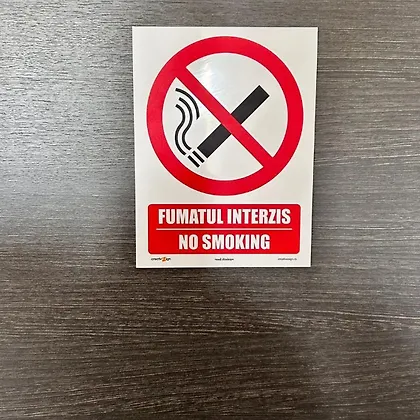 FUMATUL INTERZIS
NO SMOKING